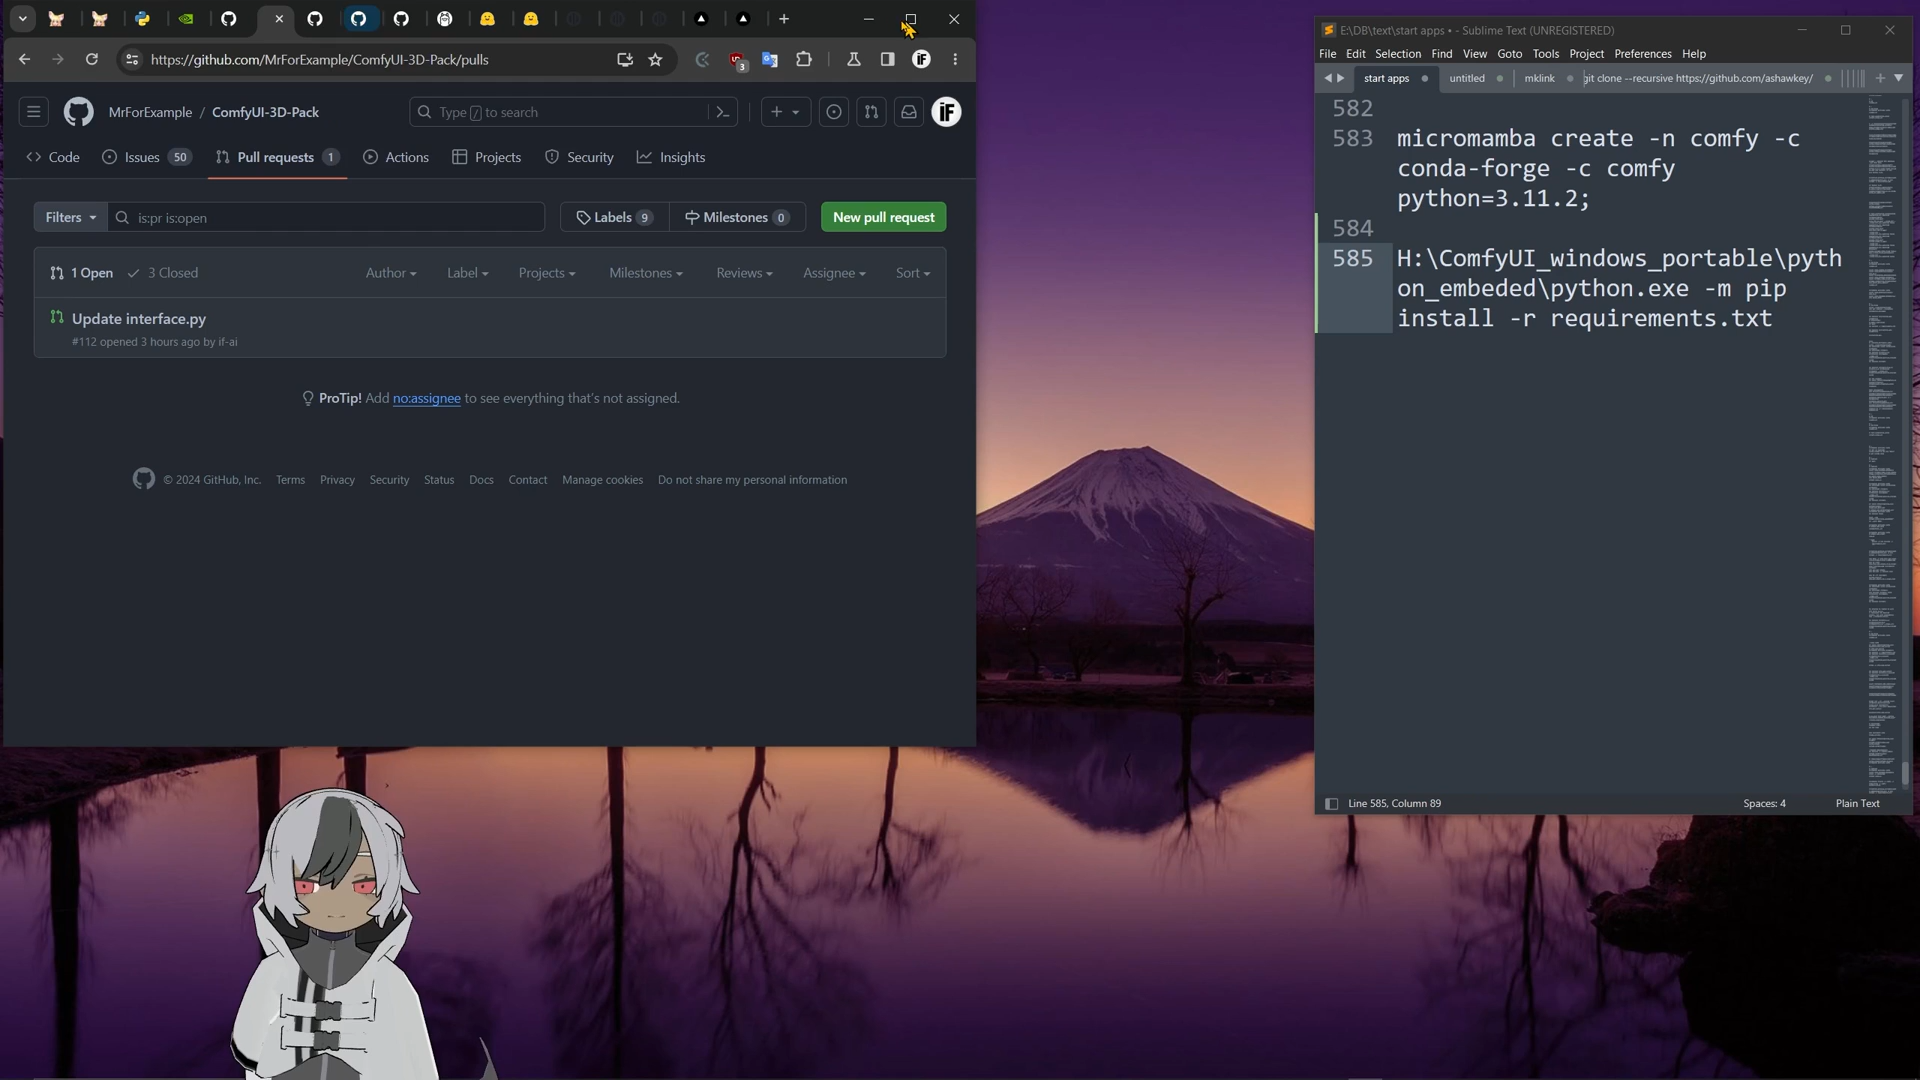 https://github.com/MrForExample/ComfyUI-3D-Pack/pulls
3
iF
MrForExample / ComfyUI-3D-Pack
Type / to search
iF
Code
Issues 50
Pull requests 1
Actions
Projects
Security
Insights
Filters
is:pr is:open
Labels 9
Milestones 0
New pull request
1 Open
3 Closed
Author
Label
Projects
Milestones
Reviews
Assignee
Sort
Update interface.py
#112 opened 3 hours ago by if-ai
ProTip! Add no:assignee to see everything that's not assigned.
© 2024 GitHub, Inc. Terms Privacy Security Status Docs Contact Manage cookies Do not share my personal information
E:\DB\text\start apps • - Sublime Text (UNREGISTERED)
File Edit Selection Find View Goto Tools Project Preferences Help
start apps
untitled
mklink
git clone --recursive https://github.com/ashawkey/
582
583 micromamba create -n comfy -c
conda-forge -c comfy
python=3.11.2;
584
585 H:\ComfyUI_windows_portable\pyth
on_embeded\python.exe -m pip
install -r requirements.txt
Line 585, Column 89
Spaces: 4
Plain Text